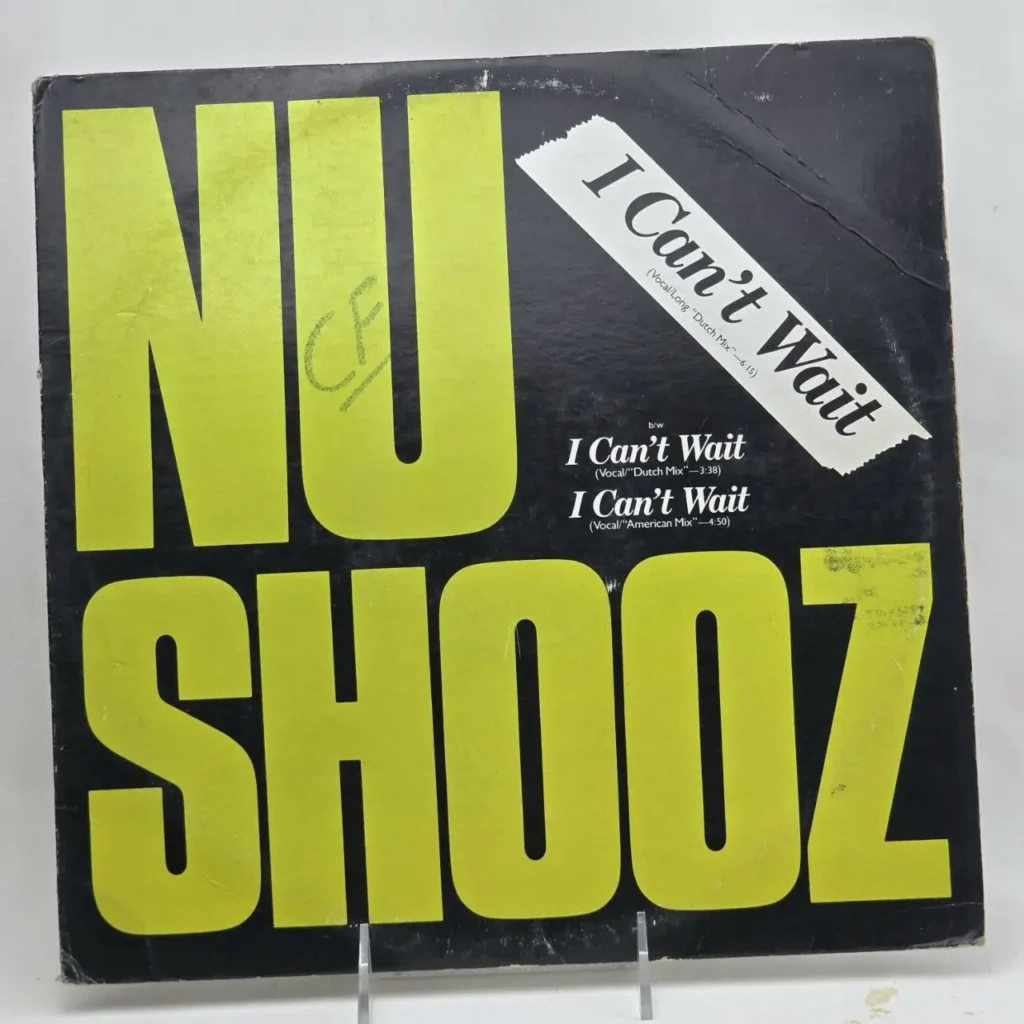 NU
SHOOZ
CF
I Can't Wait
(Vocal/Long "Dutch Mix"—6:15)
b/w
I Can't Wait
(Vocal/"Dutch Mix"—3:38)
I Can't Wait
(Vocal/"American Mix"—4:50)